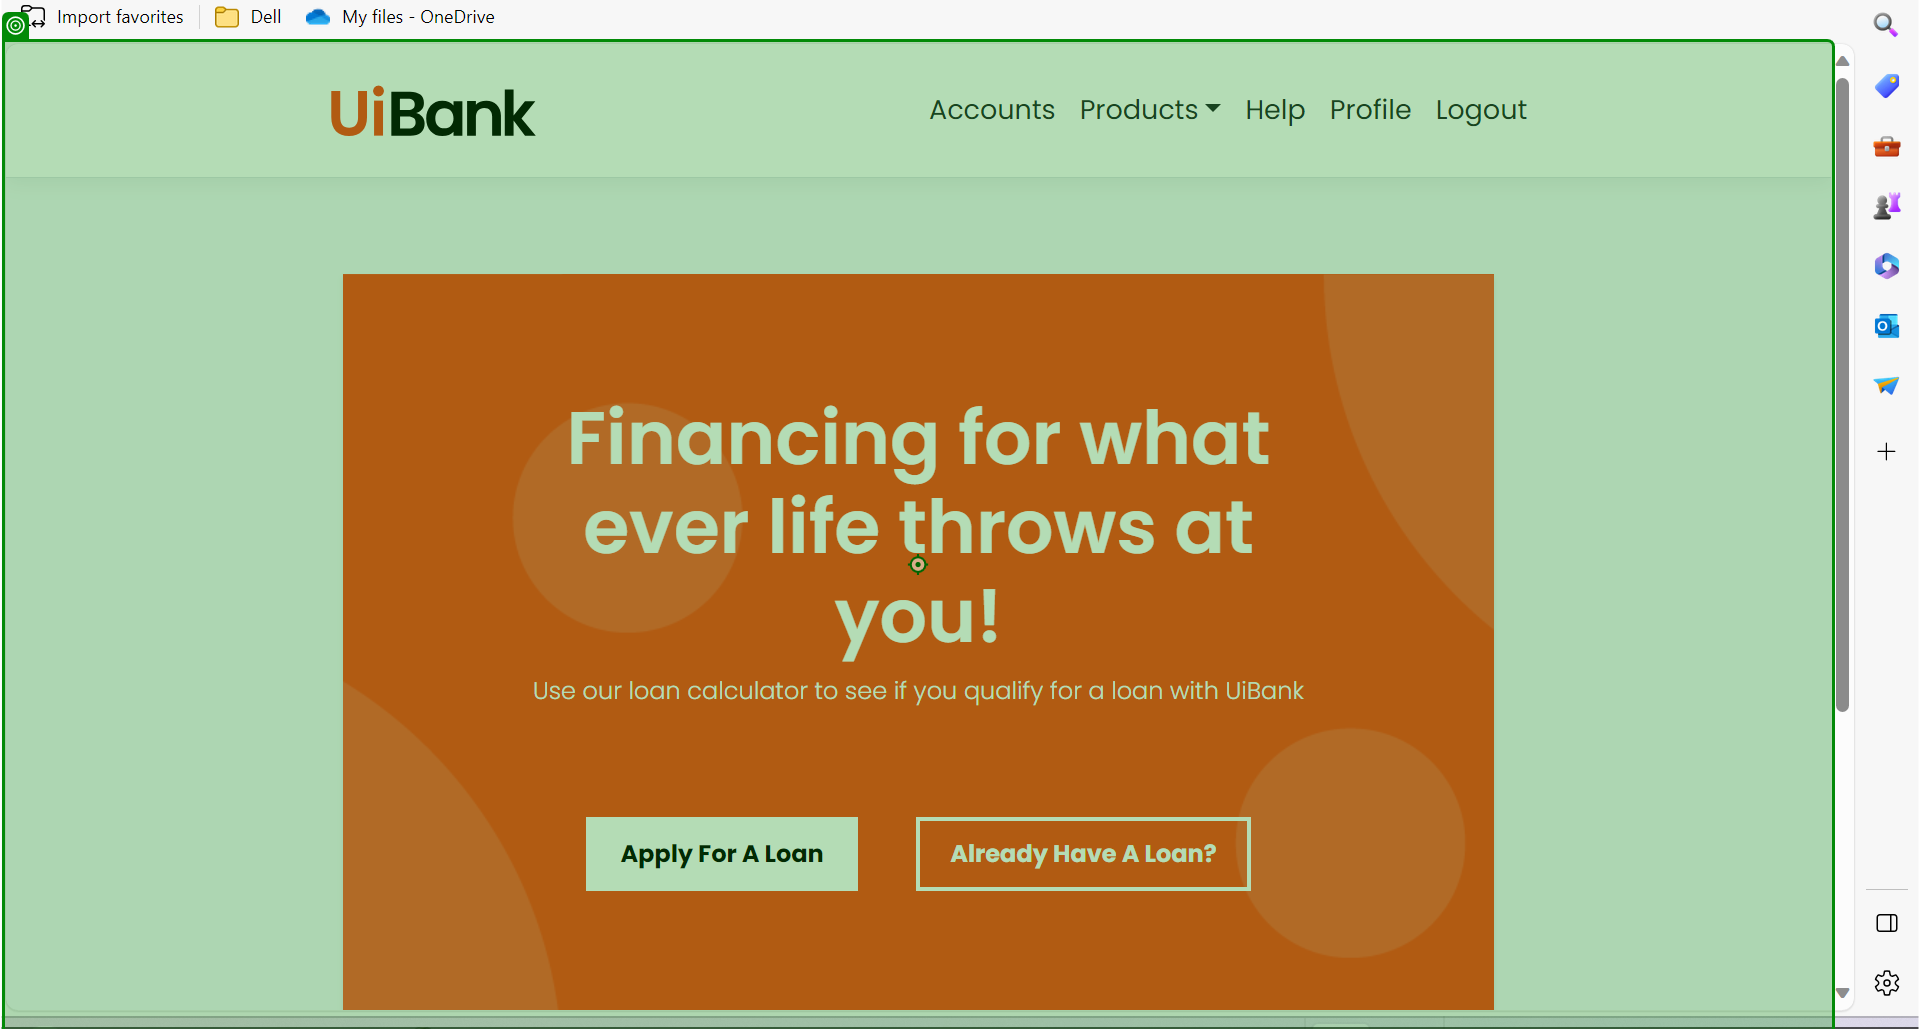 Import favorites Dell My files - OneDrive
UiBank
Accounts Products Help Profile Logout
Financing for what
ever life throws at
you!
Use our loan calculator to see if you qualify for a loan with UiBank
Apply For A Loan Already Have A Loan?